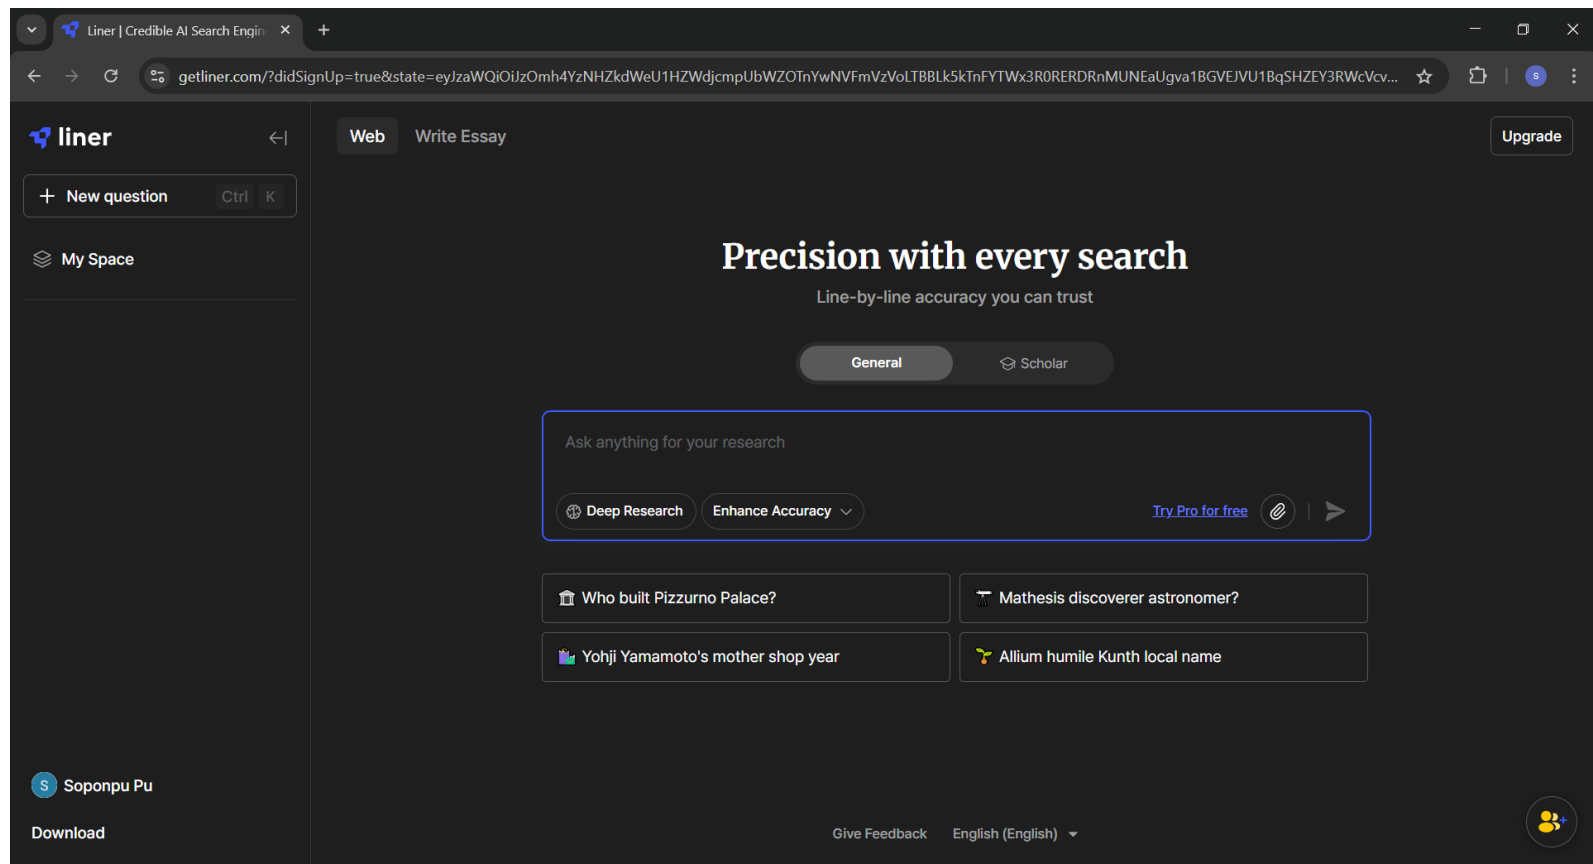 Liner | Credible AI Search Engin
getliner.com/?didSignUp=true&state=eyJzaWQiOiJzOmh4YzNHZkdWeU1HZWdjcmpUbWZOTnYwNVFmVzVoLTBBLk5kTnFYTWx3R0RERDRnMUNEaUgva1BGVEJVU1BqSHZEY3RWcVcv...
S
liner
Web
Write Essay
Upgrade
New question
Ctrl K
My Space
Precision with every search
Line-by-line accuracy you can trust
General
Scholar
Ask anything for your research
Deep Research
Enhance Accuracy
Try Pro for free
Who built Pizzurno Palace?
Mathesis discoverer astronomer?
Yohji Yamamoto's mother shop year
Allium humile Kunth local name
S Soponpu Pu
Download
Give Feedback
English (English)